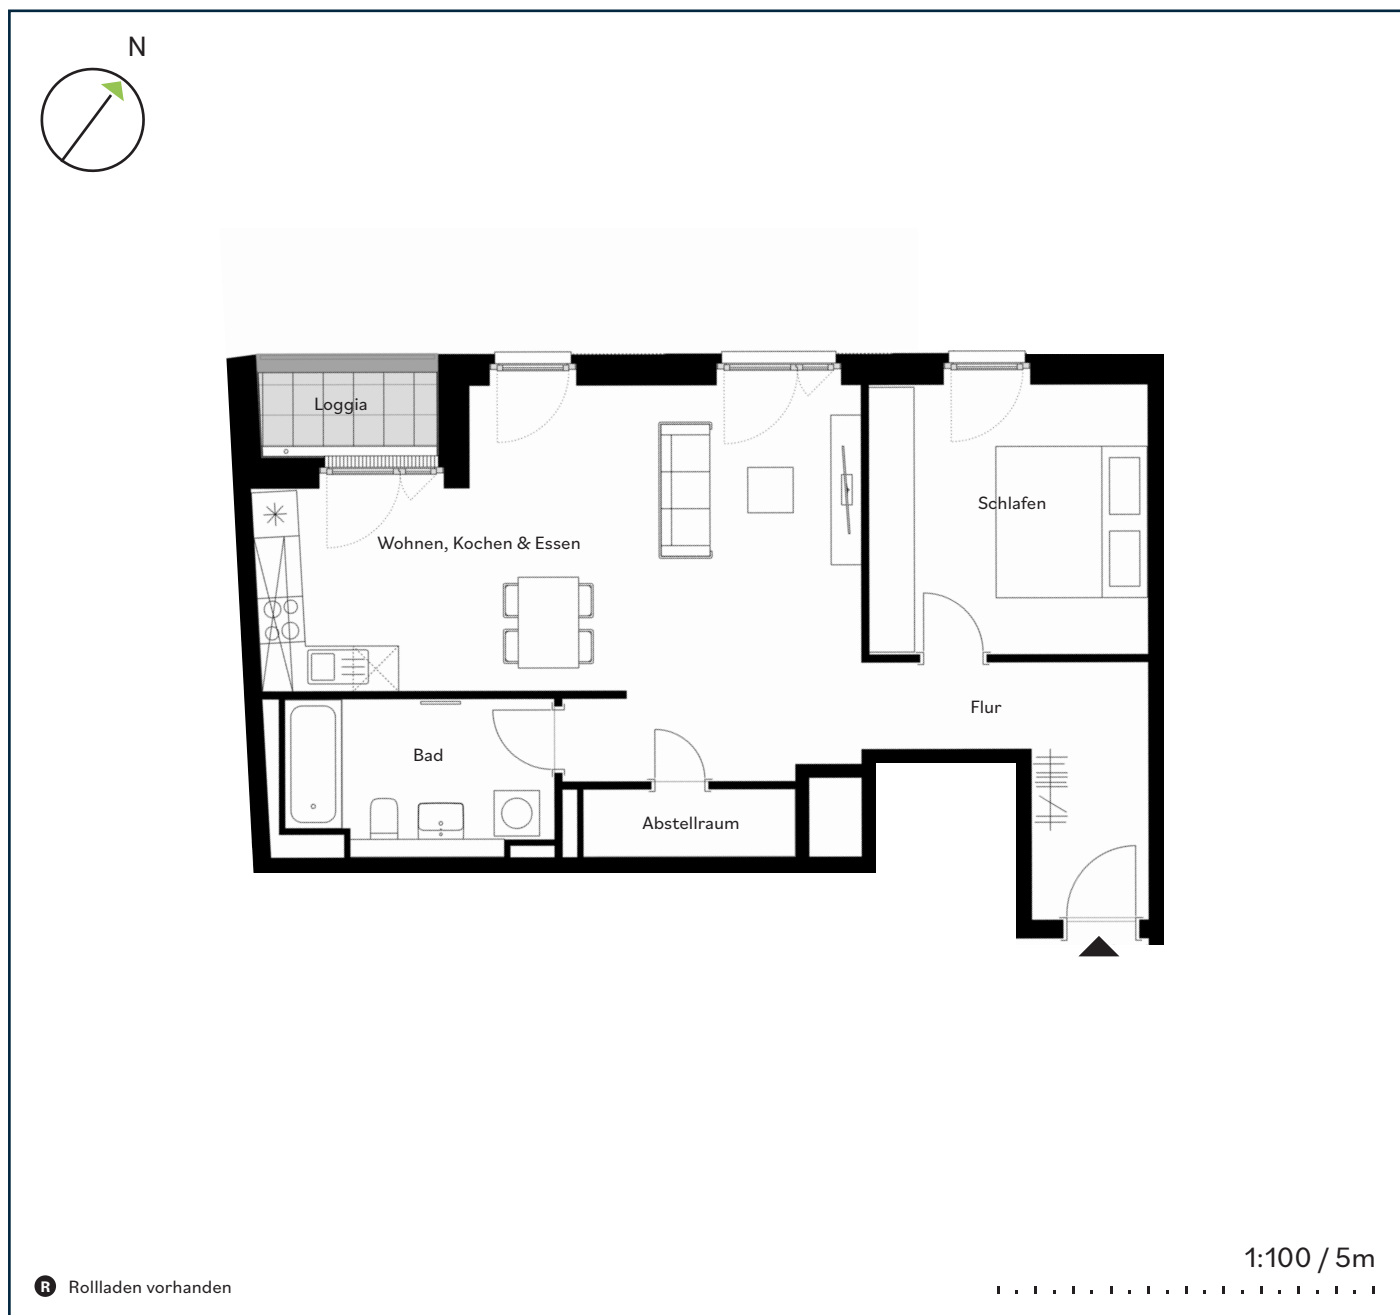 N
Loggia
Schlafen
Wohnen, Kochen & Essen
Flur
Bad
Abstellraum
1:100 / 5m
R Rollladen vorhanden